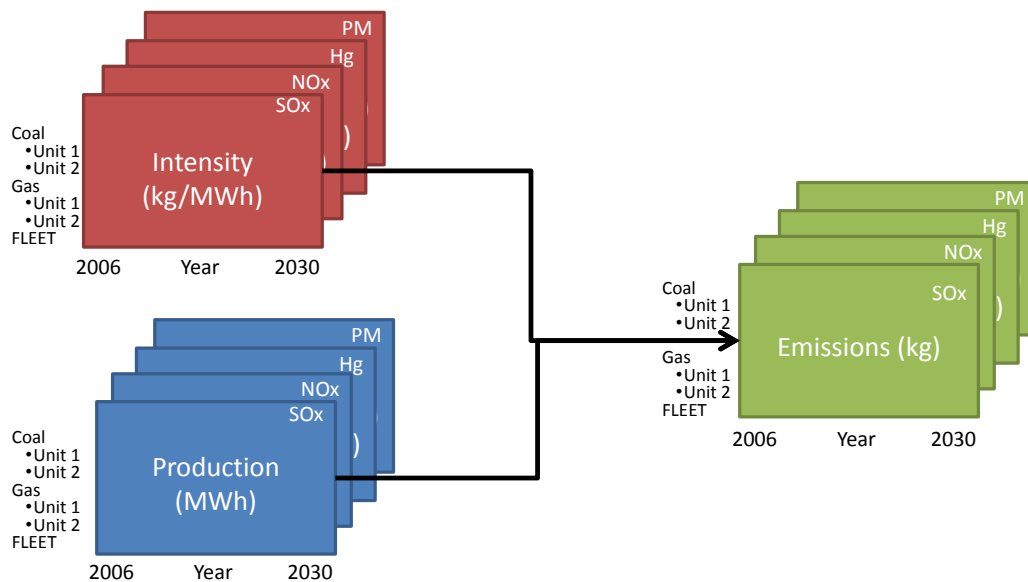 PM
Hg
NOx
SOx
)
)
Intensity
(kg/MWh)
Coal
•Unit 1
•Unit 2
Gas
•Unit 1
•Unit 2
FLEET
2006 Year 2030
PM
Hg
NOx
SOx
)
Production
(MWh)
Coal
•Unit 1
•Unit 2
Gas
•Unit 1
•Unit 2
FLEET
2006 Year 2030
PM
Hg
NOx
SOx
)
Emissions (kg)
Coal
•Unit 1
•Unit 2
Gas
•Unit 1
•Unit 2
FLEET
2006 Year 2030